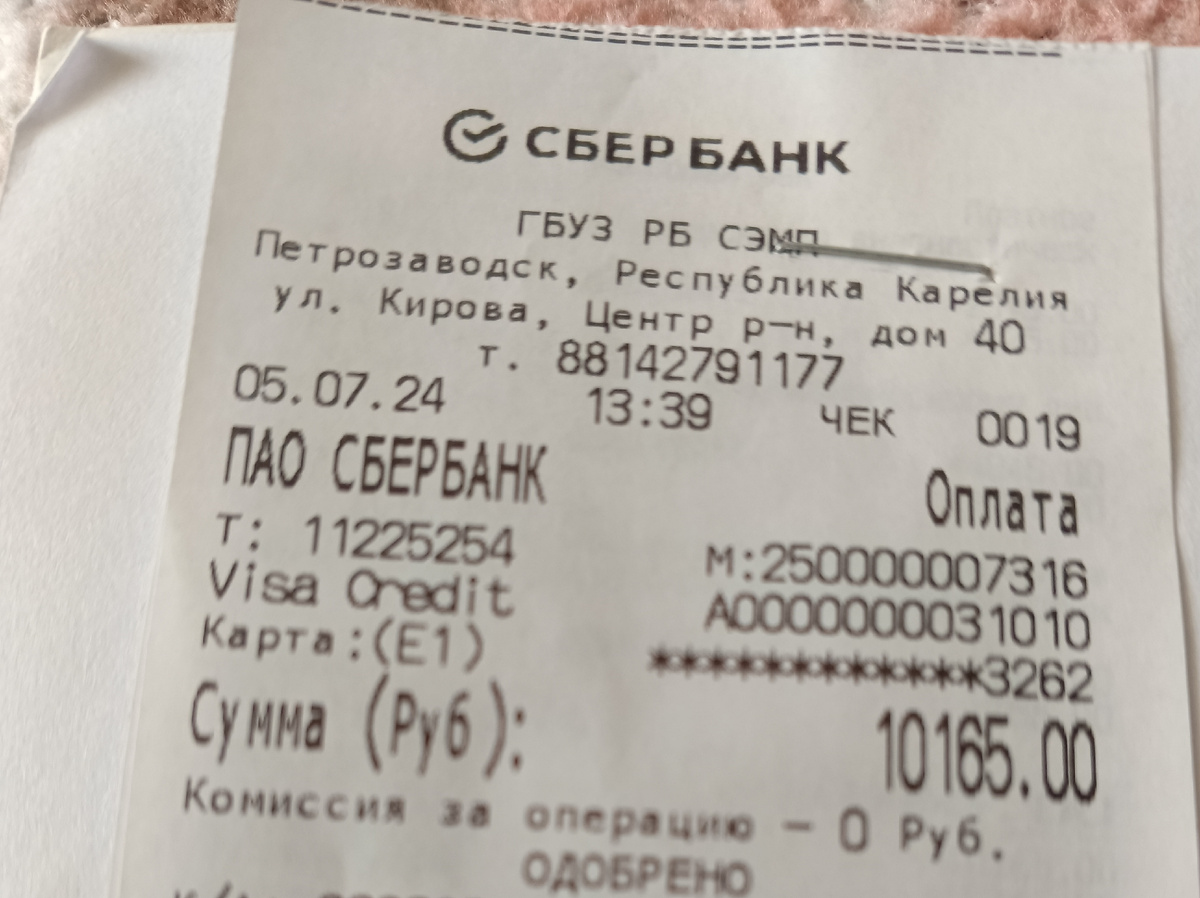 СБЕР БАНК
ГБУЗ РБ СЭМП
Петрозаводск, Республика Карелия
ул. Кирова, Центр р-н, дом 40
т. 88142791177
05.07.24 13:39 ЧЕК 0019
ПАО СБЕРБАНК Оплата
Т: 11225254 М:250000007316
Visa Credit A0000000031010
Карта:(E1) ************3262
Сумма (Руб): 10165.00
Комиссия за операцию – 0 Руб.
ОДОБРЕНО